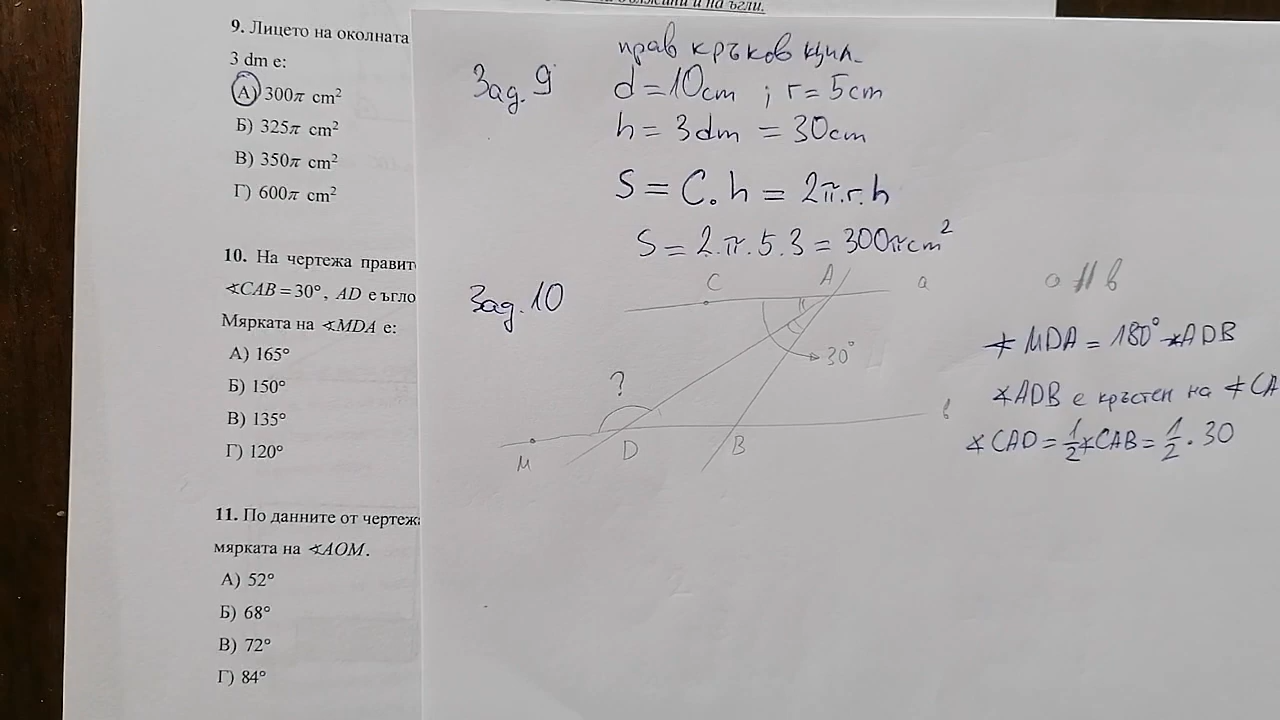 и на ъгли.
9. Лицето на околната
3 dm е:
А) 300π cm²
Б) 325π cm²
В) 350π cm²
Г) 600π cm²
10. На чертежа правит
∢CAB = 30°, AD е ъгло
Мярката на ∢MDA е:
А) 165°
Б) 150°
В) 135°
Г) 120°
11. По данните от чертежа
мярката на ∢AOM.
А) 52°
Б) 68°
В) 72°
Г) 84°
Зад. 9
прав кръков цил.
d = 10cm ; r = 5cm
h = 3dm = 30cm
S = C.h = 2π.r.h
S = 2.π.5.3 = 300πcm²
Зад. 10
C A a
30°
?
M D B b
a || b
∢MDA = 180° - ∢ADB
∢ADB е кръстен на ∢CA
∢CAD = 1/2 ∢CAB = 1/2 . 30